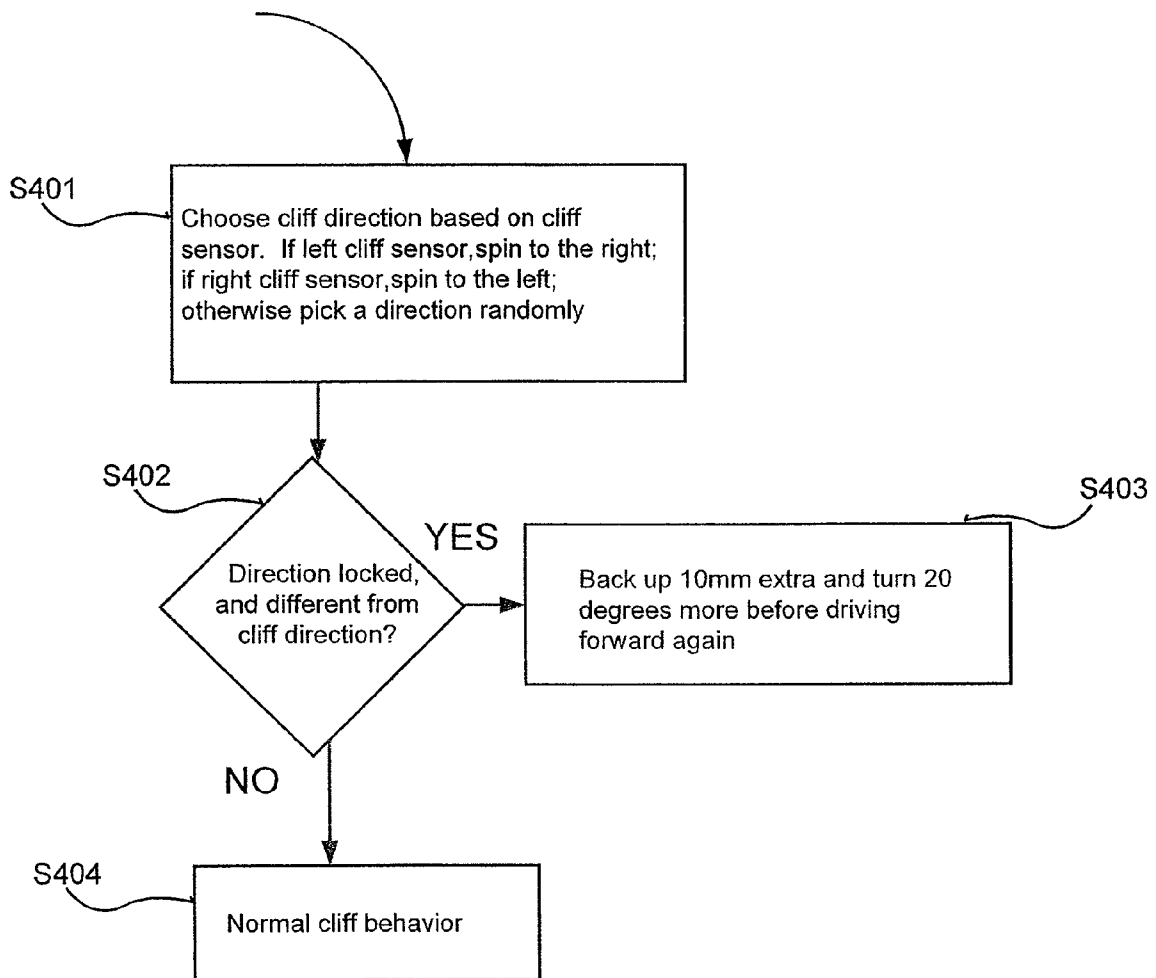 S401
Choose cliff direction based on cliff
sensor. If left cliff sensor,spin to the right;
if right cliff sensor,spin to the left;
otherwise pick a direction randomly
S402
Direction locked,
and different from
cliff direction?
YES
S403
Back up 10mm extra and turn 20
degrees more before driving
forward again
NO
S404
Normal cliff behavior